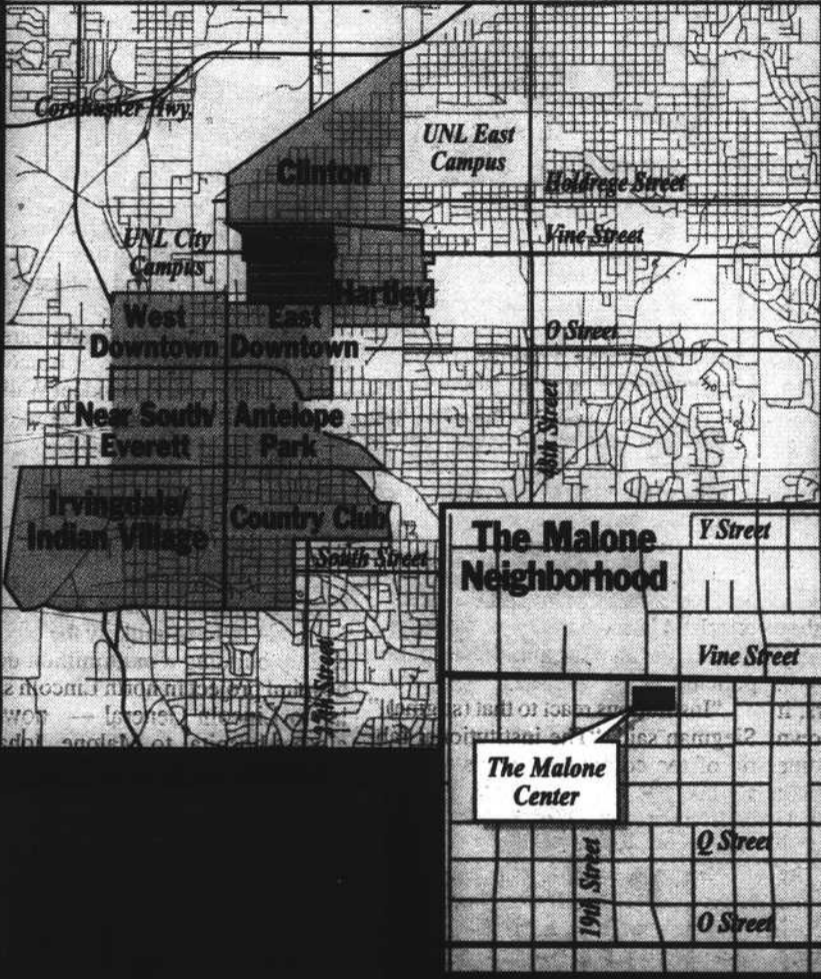 Cornhusker Hwy.
UNL East
Campus
Clinton
Holdrege Street
Vine Street
UNL City
Campus
Hartley
West
Downtown
East
Downtown
O Street
48th Street
Near South/
Everett
Antelope
Park
Irvingdale/
Indian Village
Country Club
South Street
27th Street
The Malone
Neighborhood
Y Street
Vine Street
The Malone
Center
Q Street
19th Street
O Street